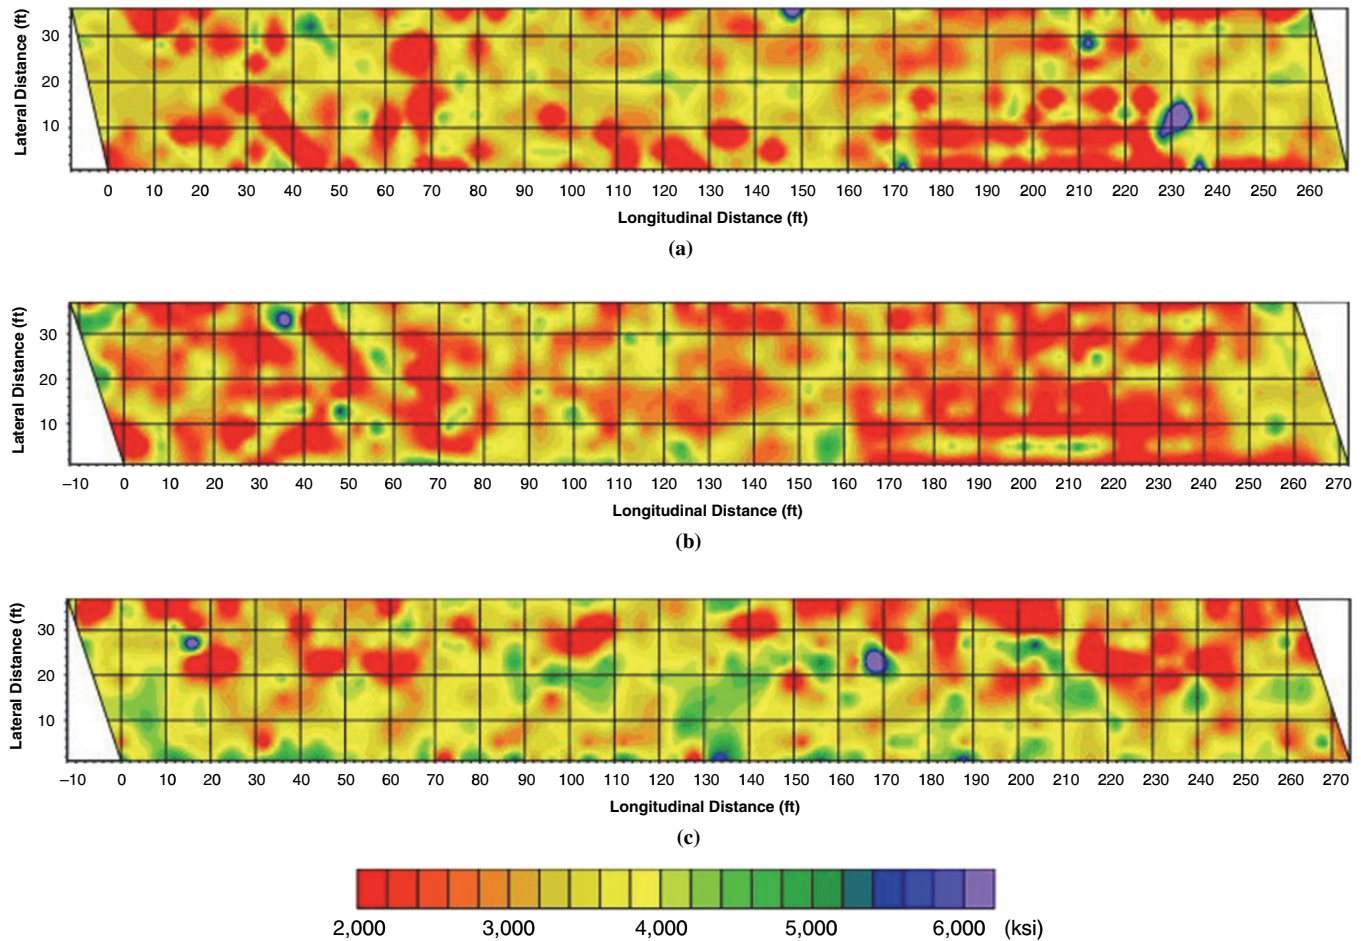 Lateral Distance (ft)
30
20
10
0 10 20 30 40 50 60 70 80 90 100 110 120 130 140 150 160 170 180 190 200 210 220 230 240 250 260
Longitudinal Distance (ft)
(a)
Lateral Distance (ft)
30
20
10
–10 0 10 20 30 40 50 60 70 80 90 100 110 120 130 140 150 160 170 180 190 200 210 220 230 240 250 260 270
Longitudinal Distance (ft)
(b)
Lateral Distance (ft)
30
20
10
–10 0 10 20 30 40 50 60 70 80 90 100 110 120 130 140 150 160 170 180 190 200 210 220 230 240 250 260 270
Longitudinal Distance (ft)
(c)
2,000 3,000 4,000 5,000 6,000 (ksi)